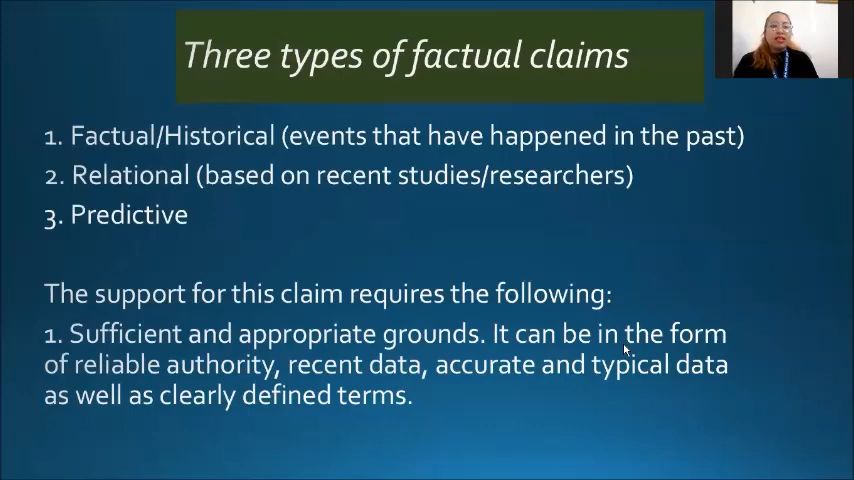 Three types of factual claims
1. Factual/Historical (events that have happened in the past)
2. Relational (based on recent studies/researchers)
3. Predictive
The support for this claim requires the following:
1. Sufficient and appropriate grounds. It can be in the form
of reliable authority, recent data, accurate and typical data
as well as clearly defined terms.